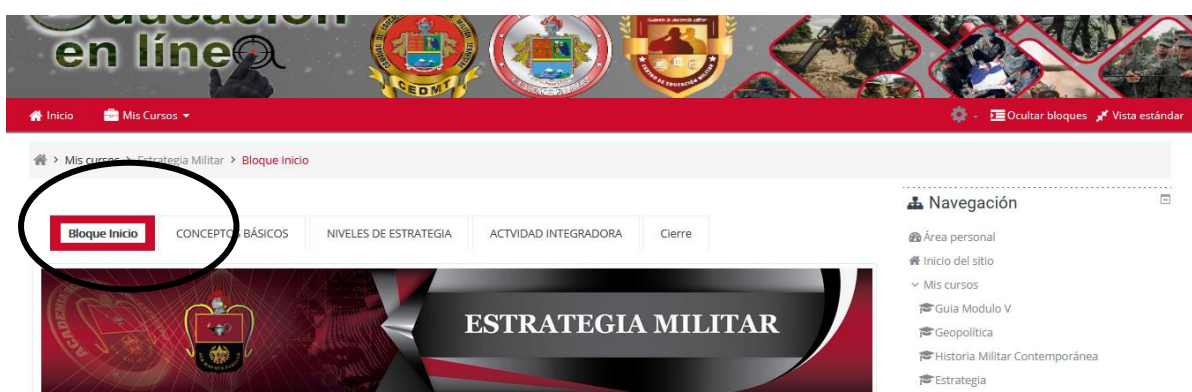 Educación
en línea
CEDMT
Inicio Mis Cursos Ocultar bloques Vista estándar
Mis cursos > Estrategia Militar > Bloque Inicio
Bloque Inicio CONCEPTOS BÁSICOS NIVELES DE ESTRATEGIA ACTVIDAD INTEGRADORA Cierre
ESTRATEGIA MILITAR
Navegación
Área personal
Inicio del sitio
Mis cursos
Guia Modulo V
Geopolítica
Historia Militar Contemporánea
Estrategia